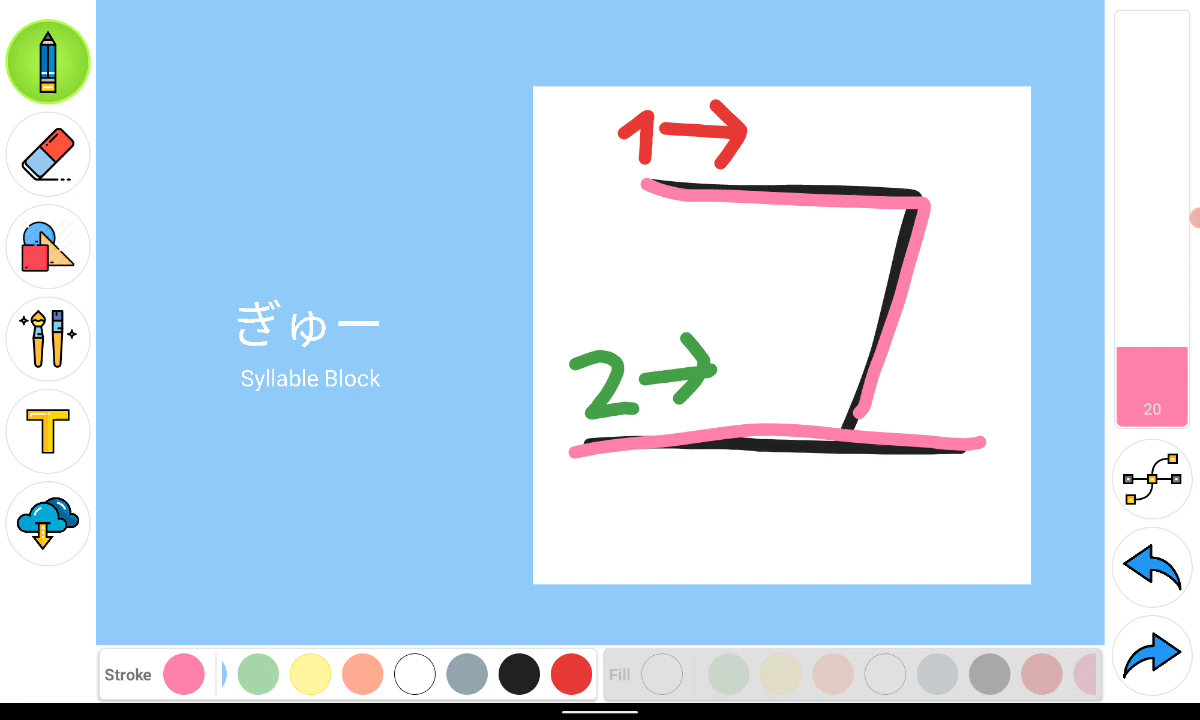 1→
ぎゅー
Syllable Block
2→
20
Stroke
Fill